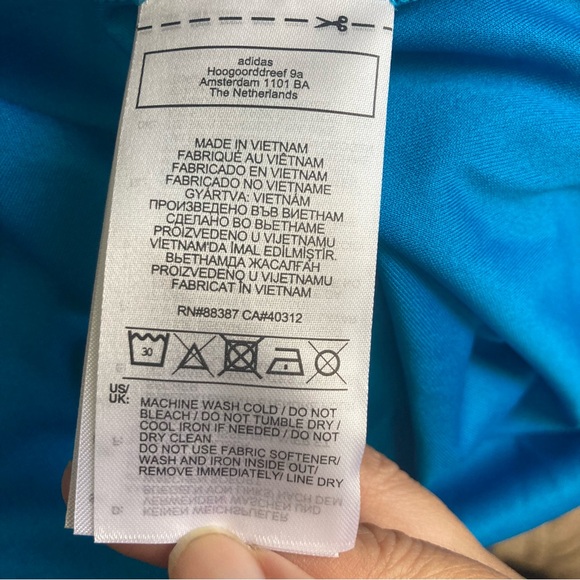 adidas
Hoogoorddreef 9a
Amsterdam 1101 BA
The Netherlands
MADE IN VIETNAM
FABRIQUÉ AU VIÊTNAM
FABRICADO EN VIETNAM
FABRICADO NO VIETNAME
GYÁRTVA: VIETNÁM
ПРОИЗВЕДЕНО ВЪВ ВИЕТНАМ
СДЕЛАНО ВО ВЬЕТНАМЕ
PROIZVEDENO U VIJETNAMU
VİETNAM'DA İMAL EDİLMİŞTİR.
ВЬЕТНАМДА ЖАСАЛҒАН
PROIZVEDENO U VIJETNAMU
FABRICAT ÎN VIETNAM
RN#88387 CA#40312
30
US/
UK:
MACHINE WASH COLD / DO NOT
BLEACH / DO NOT TUMBLE DRY /
COOL IRON IF NEEDED / DO NOT
DRY CLEAN
DO NOT USE FABRIC SOFTENER/
WASH AND IRON INSIDE OUT/
REMOVE IMMEDIATELY/ LINE DRY